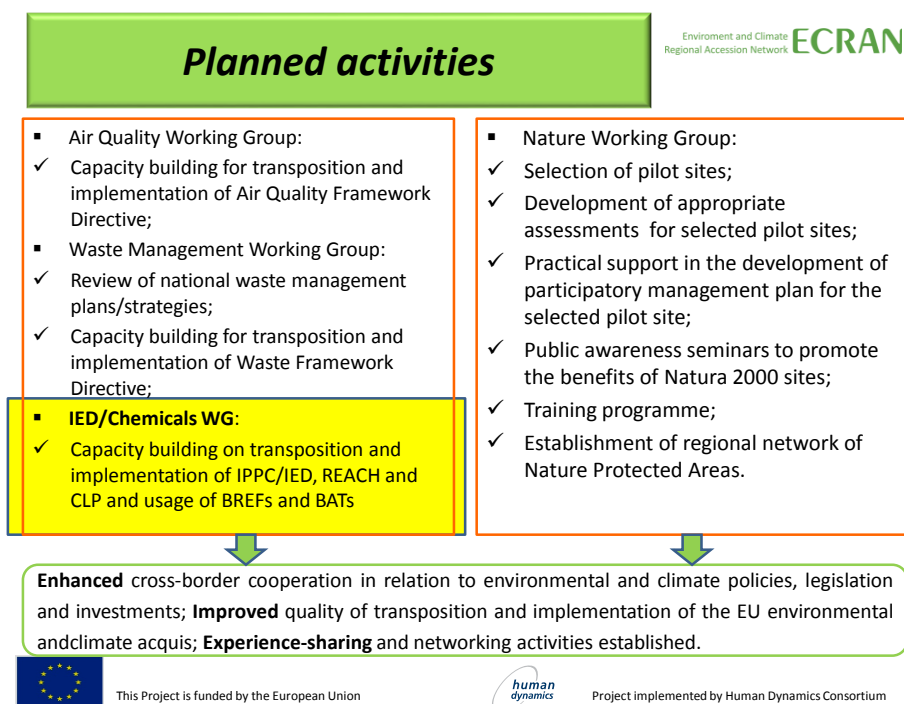 Planned activities
Enviroment and Climate
Regional Accession Network
ECRAN
▪ Air Quality Working Group:
✓ Capacity building for transposition and
implementation of Air Quality Framework
Directive;
▪ Waste Management Working Group:
✓ Review of national waste management
plans/strategies;
✓ Capacity building for transposition and
implementation of Waste Framework
Directive;
▪ IED/Chemicals WG:
✓ Capacity building on transposition and
implementation of IPPC/IED, REACH and
CLP and usage of BREFs and BATs
▪ Nature Working Group:
✓ Selection of pilot sites;
✓ Development of appropriate
assessments for selected pilot sites;
✓ Practical support in the development of
participatory management plan for the
selected pilot site;
✓ Public awareness seminars to promote
the benefits of Natura 2000 sites;
✓ Training programme;
✓ Establishment of regional network of
Nature Protected Areas.
Enhanced cross-border cooperation in relation to environmental and climate policies, legislation
and investments; Improved quality of transposition and implementation of the EU environmental
andclimate acquis; Experience-sharing and networking activities established.
This Project is funded by the European Union
human
dynamics
Project implemented by Human Dynamics Consortium